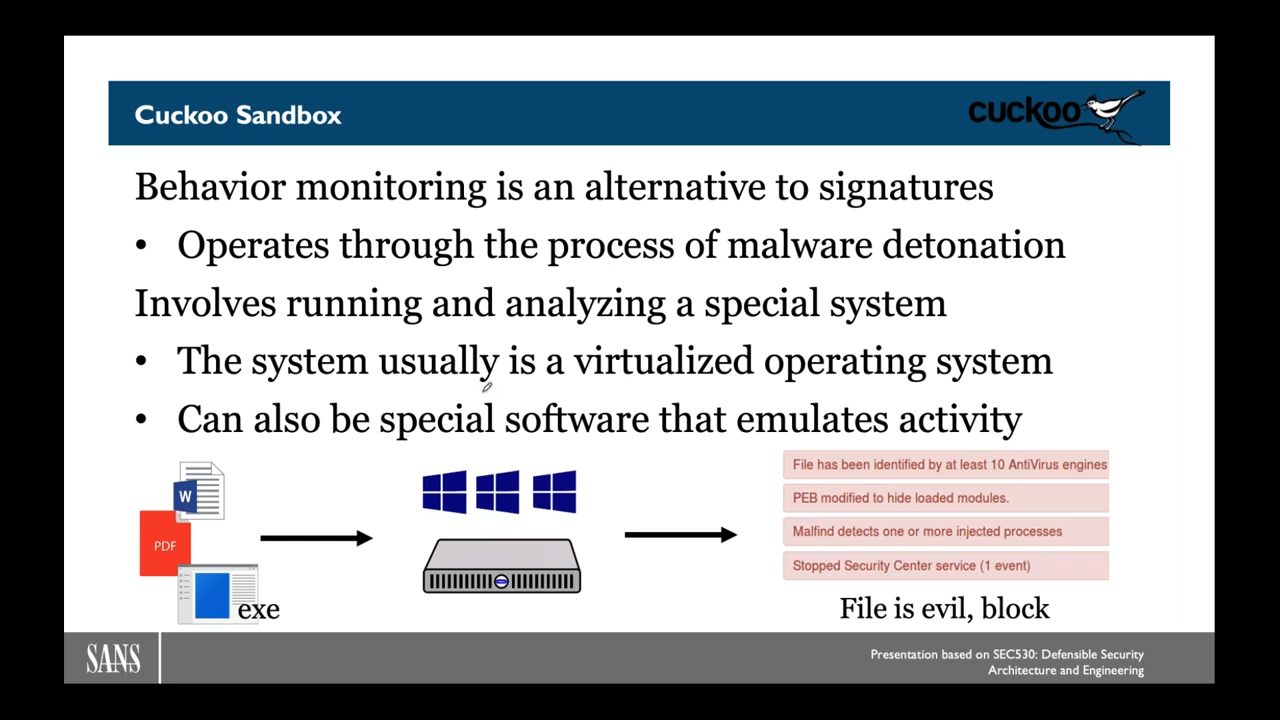 Cuckoo Sandbox
cuckoo
Behavior monitoring is an alternative to signatures
• Operates through the process of malware detonation
Involves running and analyzing a special system
• The system usually is a virtualized operating system
• Can also be special software that emulates activity
W
PDF
exe
File has been identified by at least 10 AntiVirus engines
PEB modified to hide loaded modules.
Malfind detects one or more injected processes
Stopped Security Center service (1 event)
File is evil, block
SANS
Presentation based on SEC530: Defensible Security
Architecture and Engineering